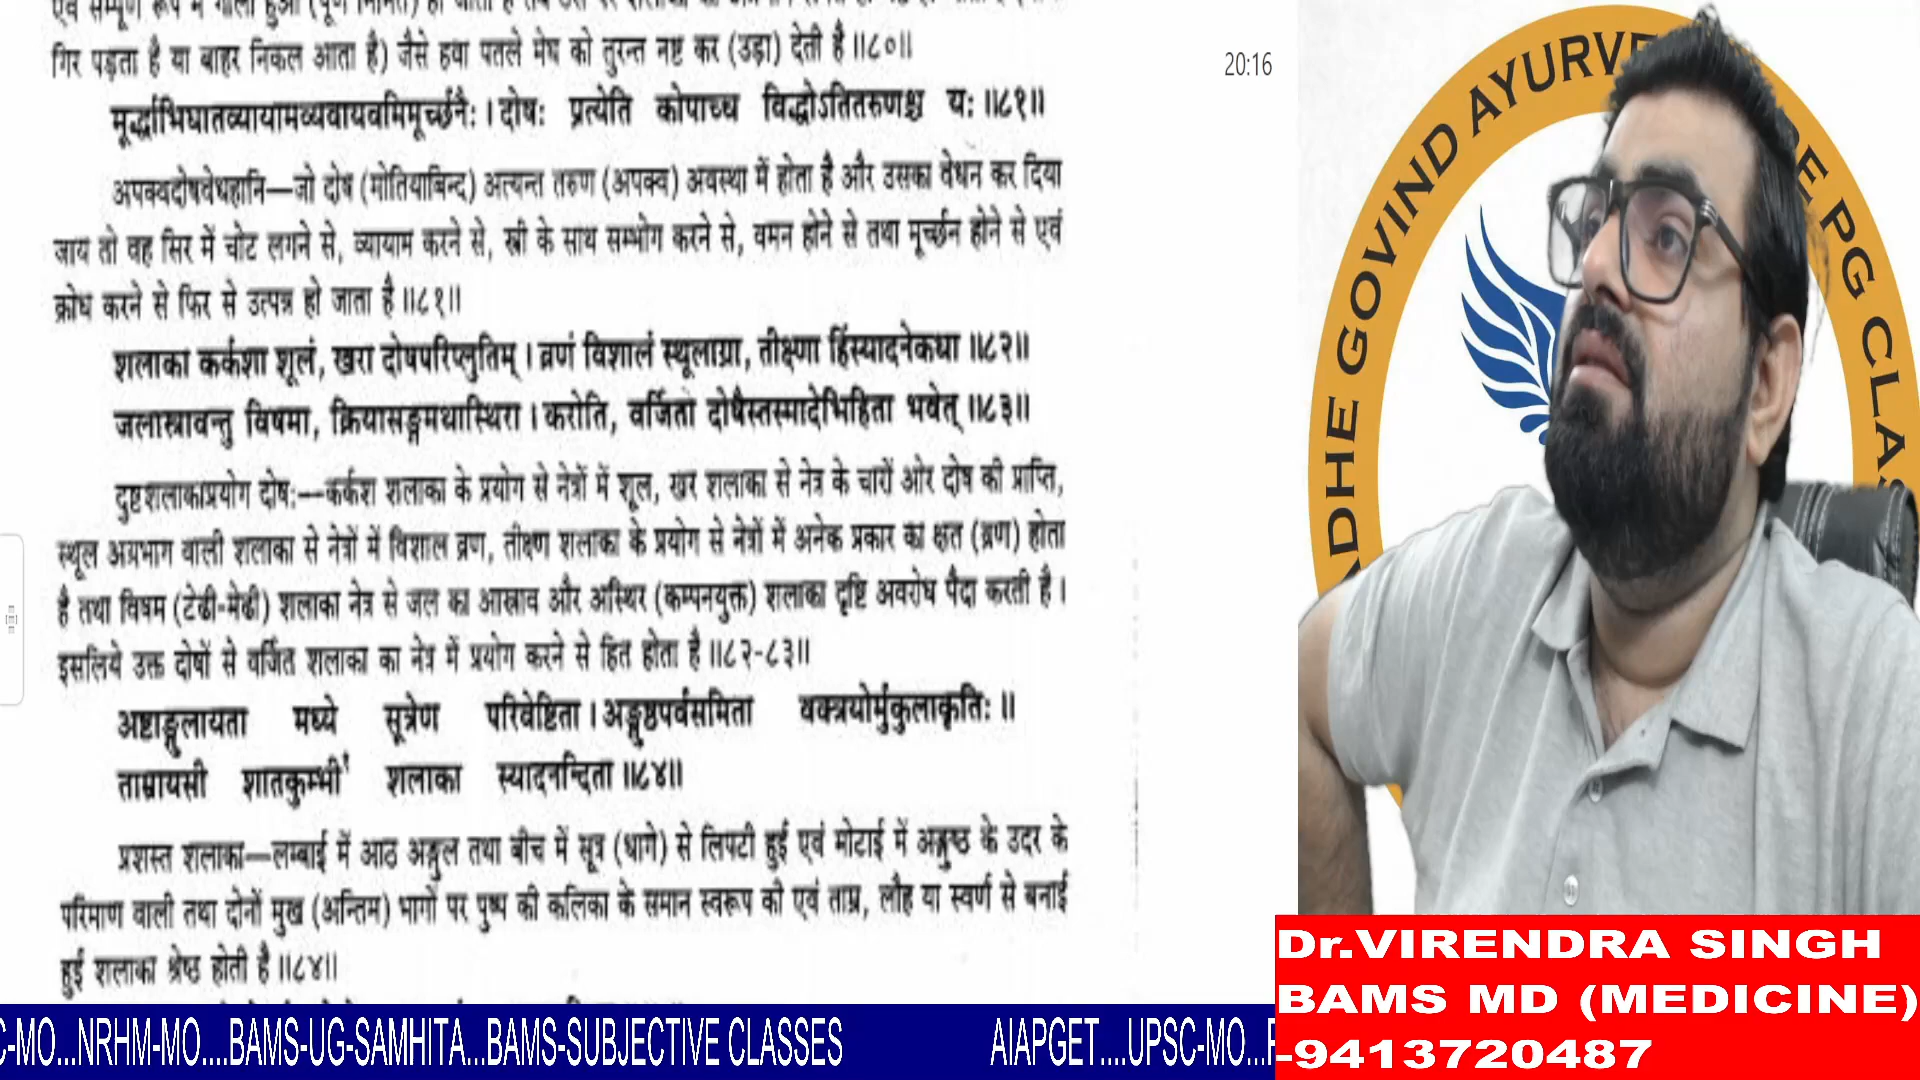 गिर पड़ता है या बाहर निकल आता है) जैसे हवा पतले मेघ को तुरन्त नष्ट कर (उड़ा) देती है ॥८०॥
मूर्द्धाभिघातव्यायामव्यवायवमिमूर्च्छनैः । दोषः प्रत्येति कोपाच्च विद्धोऽतितरुणश्च यः ॥८१॥
अपक्वदोषवेधहानि—जो दोष (मोतियाबिन्द) अत्यन्त तरुण (अपक्व) अवस्था में होता है और उसका वेधन कर दिया
जाय तो वह सिर में चोट लगने से, व्यायाम करने से, स्त्री के साथ सम्भोग करने से, वमन होने से तथा मूर्च्छन होने से एवं
क्रोध करने से फिर से उत्पन्न हो जाता है ॥८१॥
शलाका कर्कशा शूलं, खरा दोषपरिप्लुतिम् । व्रणं विशालं स्थूलाग्रा, तीक्ष्णा हिंस्यादनेकधा ॥८२॥
जलास्रावन्तु विषमा, क्रियासङ्गमथास्थिरा । करोति, वर्जिता दोषैस्तस्मादेभिर्हिता भवेत् ॥८३॥
दुष्टशलाकाप्रयोग दोषः—कर्कश शलाका के प्रयोग से नेत्रों में शूल, खर शलाका से नेत्र के चारों ओर दोष की प्राप्ति,
स्थूल अग्रभाग वाली शलाका से नेत्रों में विशाल व्रण, तीक्ष्ण शलाका के प्रयोग से नेत्रों में अनेक प्रकार का क्षत (व्रण) होता
है तथा विषम (टेढी-मेढी) शलाका नेत्र से जल का आस्राव और अस्थिर (कम्पनयुक्त) शलाका दृष्टि अवरोध पैदा करती है ।
इसलिये उक्त दोषों से वर्जित शलाका का नेत्र में प्रयोग करने से हित होता है ॥८२-८३॥
अष्टाङ्गुलायता मध्ये सूत्रेण परिवेष्टिता । अङ्गुष्ठपर्वसमिता वक्त्रयोर्मुकुलाकृतिः ॥
ताम्रायसी शातकुम्भी शलाका स्यादनन्दिता ॥८४॥
प्रशस्त शलाका—लम्बाई में आठ अङ्गुल तथा बीच में सूत्र (धागे) से लिपटी हुई एवं मोटाई में अङ्गुष्ठ के उदर के
परिमाण वाली तथा दोनों मुख (अन्तिम) भागों पर पुष्प की कलिका के समान स्वरूप की एवं ताम्र, लौह या स्वर्ण से बनाई
हुई शलाका श्रेष्ठ होती है ॥८४॥
20:16
GOVIND AYURVE PG CLAS
Dr.VIRENDRA SINGH
BAMS MD (MEDICINE)
-9413720487
C-MO...NRHM-MO....BAMS-UG-SAMHITA...BAMS-SUBJECTIVE CLASSES AIAPGET....UPSC-MO...